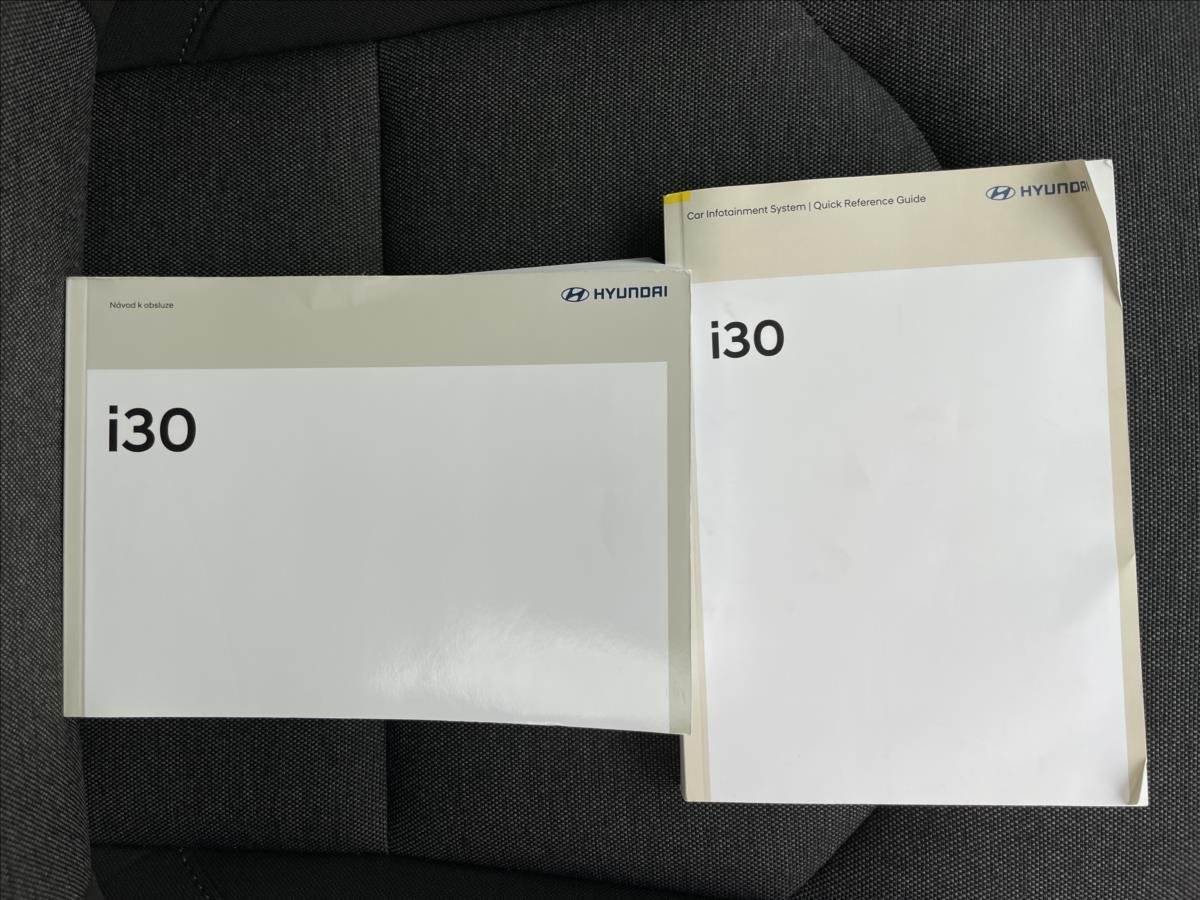 Návod k obsluze
HYUNDAI
i30
Car Infotainment System | Quick Reference Guide
HYUNDAI
i30